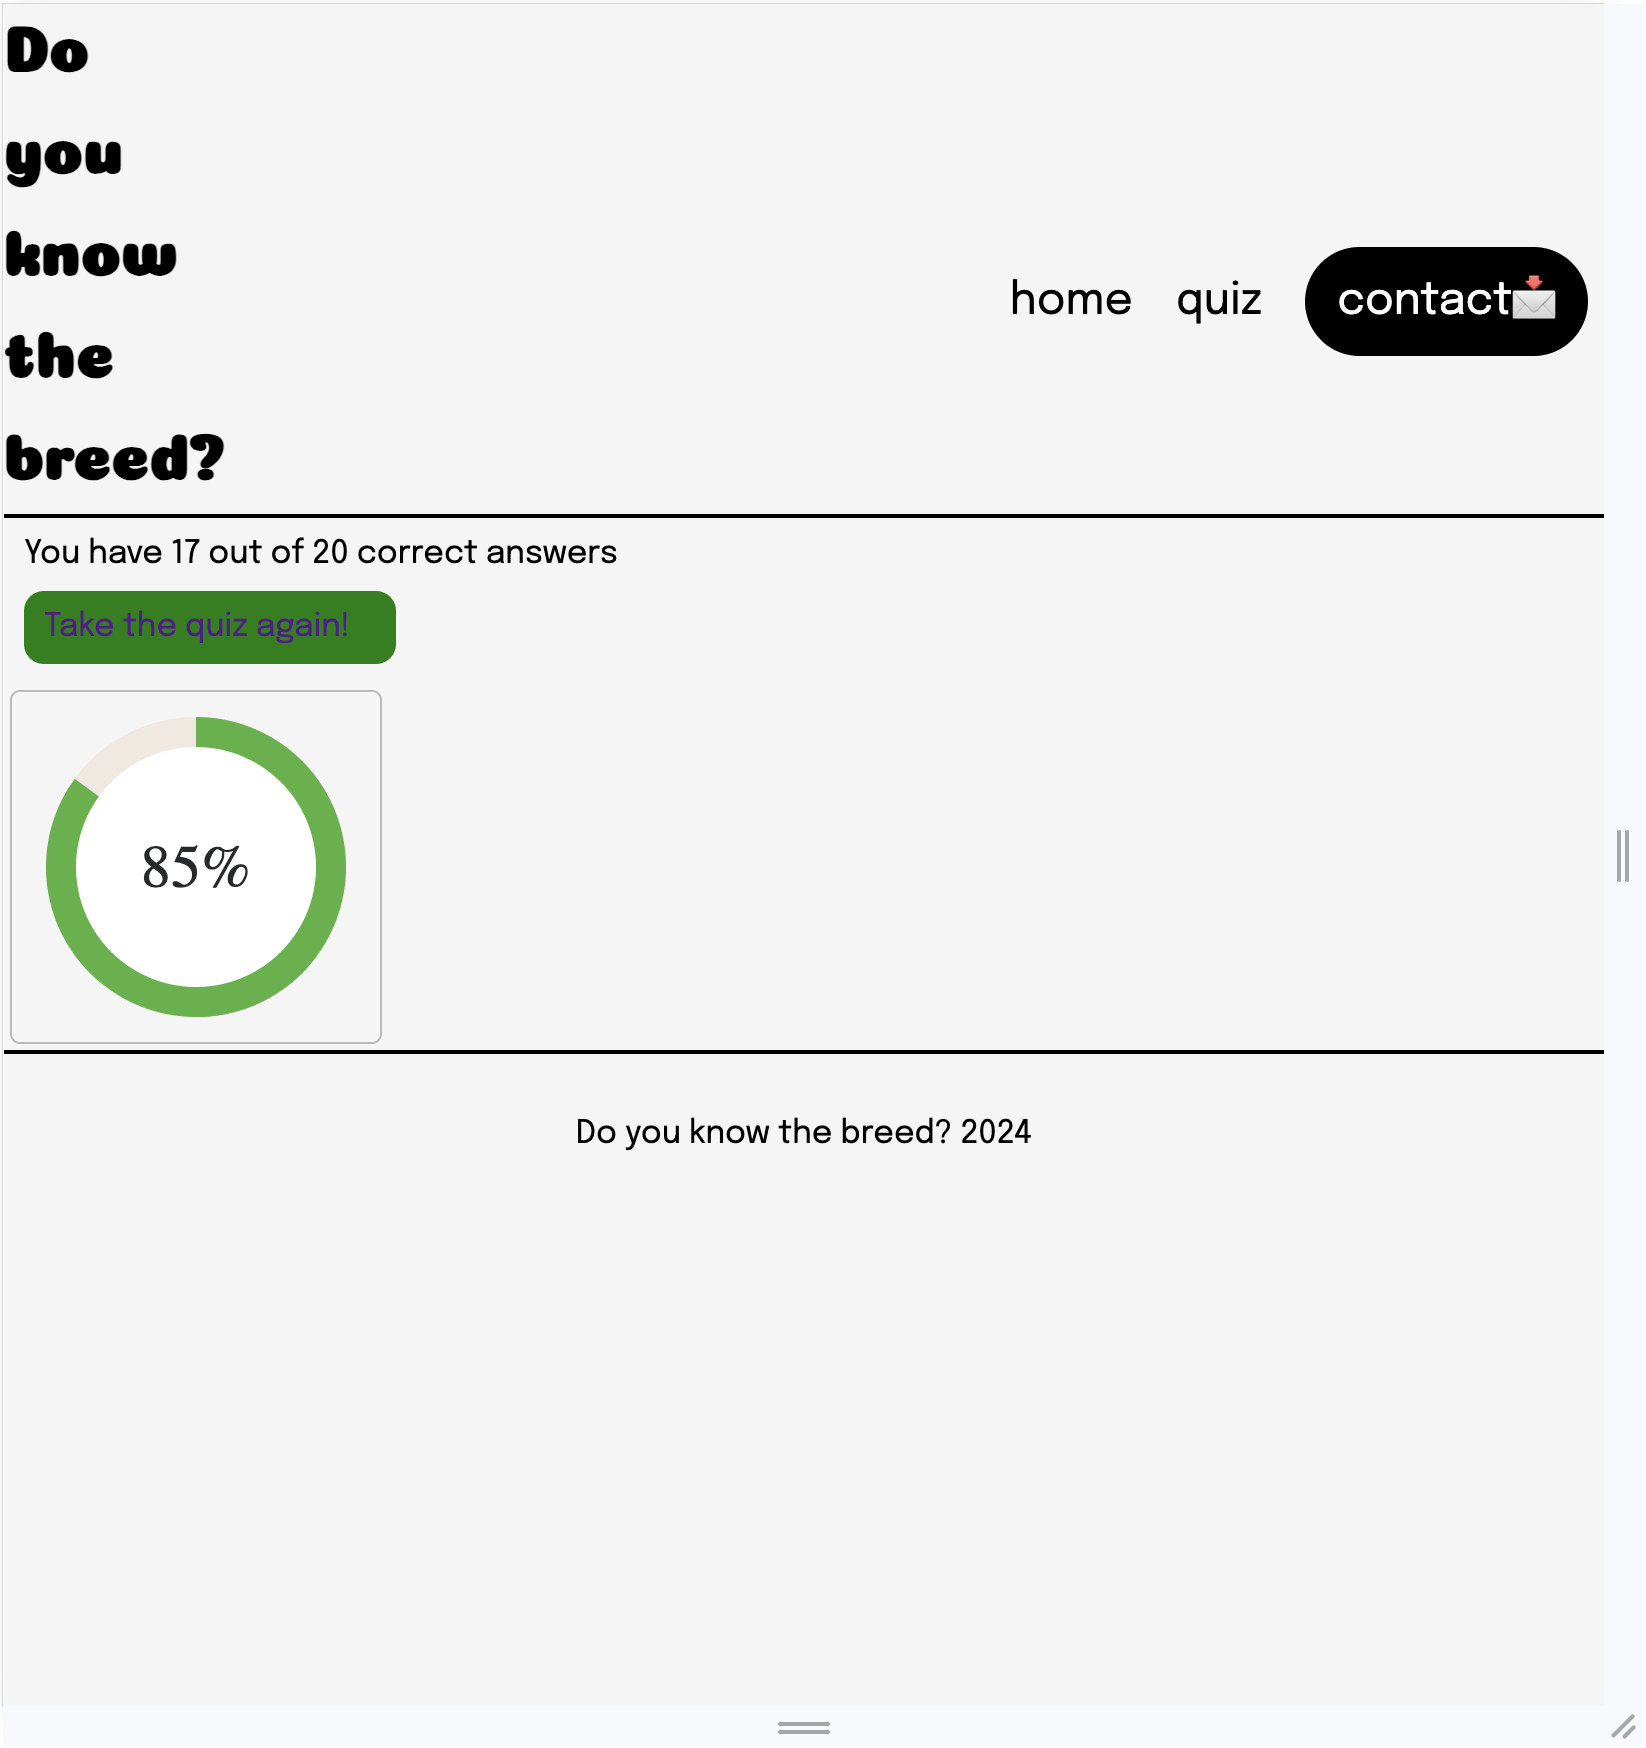 Do
you
know
the
breed?
home quiz contact📩
You have 17 out of 20 correct answers
Take the quiz again!
85%
Do you know the breed? 2024